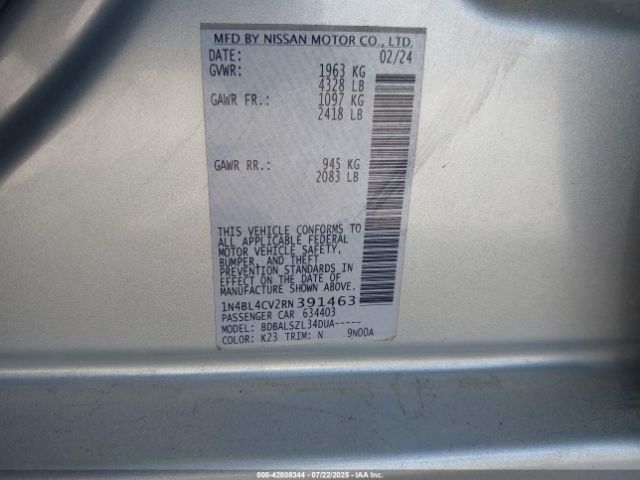 MFD BY NISSAN MOTOR CO., LTD.
DATE: 02/24
GVWR: 1963 KG
4328 LB
GAWR FR.: 1097 KG
2418 LB
GAWR RR.: 945 KG
2083 LB
THIS VEHICLE CONFORMS TO
ALL APPLICABLE FEDERAL
MOTOR VEHICLE SAFETY,
BUMPER, AND THEFT
PREVENTION STANDARDS IN
EFFECT ON THE DATE OF
MANUFACTURE SHOWN ABOVE.
1N4BL4CV2RN391463
PASSENGER CAR 634403
MODEL: BDBALSZL34DUA-----
COLOR: K23 TRIM: N 9N00A
000-42808344 - 07/22/2025 - IAA Inc.